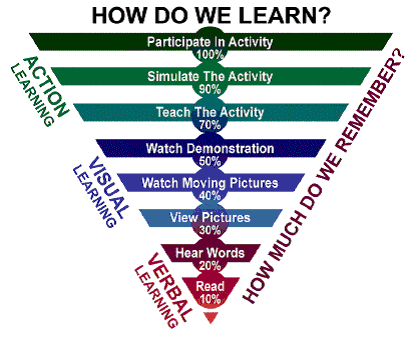 HOW DO WE LEARN?
Participate In Activity
100%
Simulate The Activity
90%
Teach The Activity
70%
Watch Demonstration
50%
Watch Moving Pictures
40%
View Pictures
30%
Hear Words
20%
Read
10%
ACTION
LEARNING
VISUAL
LEARNING
VERBAL
LEARNING
HOW MUCH DO WE REMEMBER?